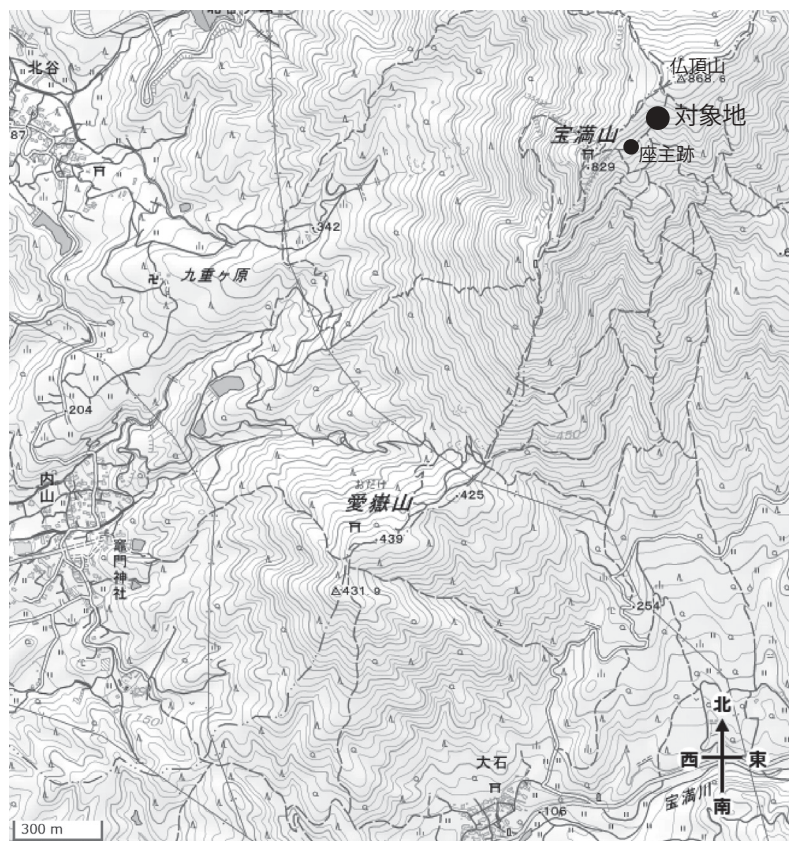 北谷
仏頂山
868.6
対象地
宝満山
座主跡
829
87
342
九重ヶ原
204
450
内山
おだけ
愛嶽山
425
439
竈門神社
431.9
254
150
北
西
東
南
大石
宝満川
106
300 m